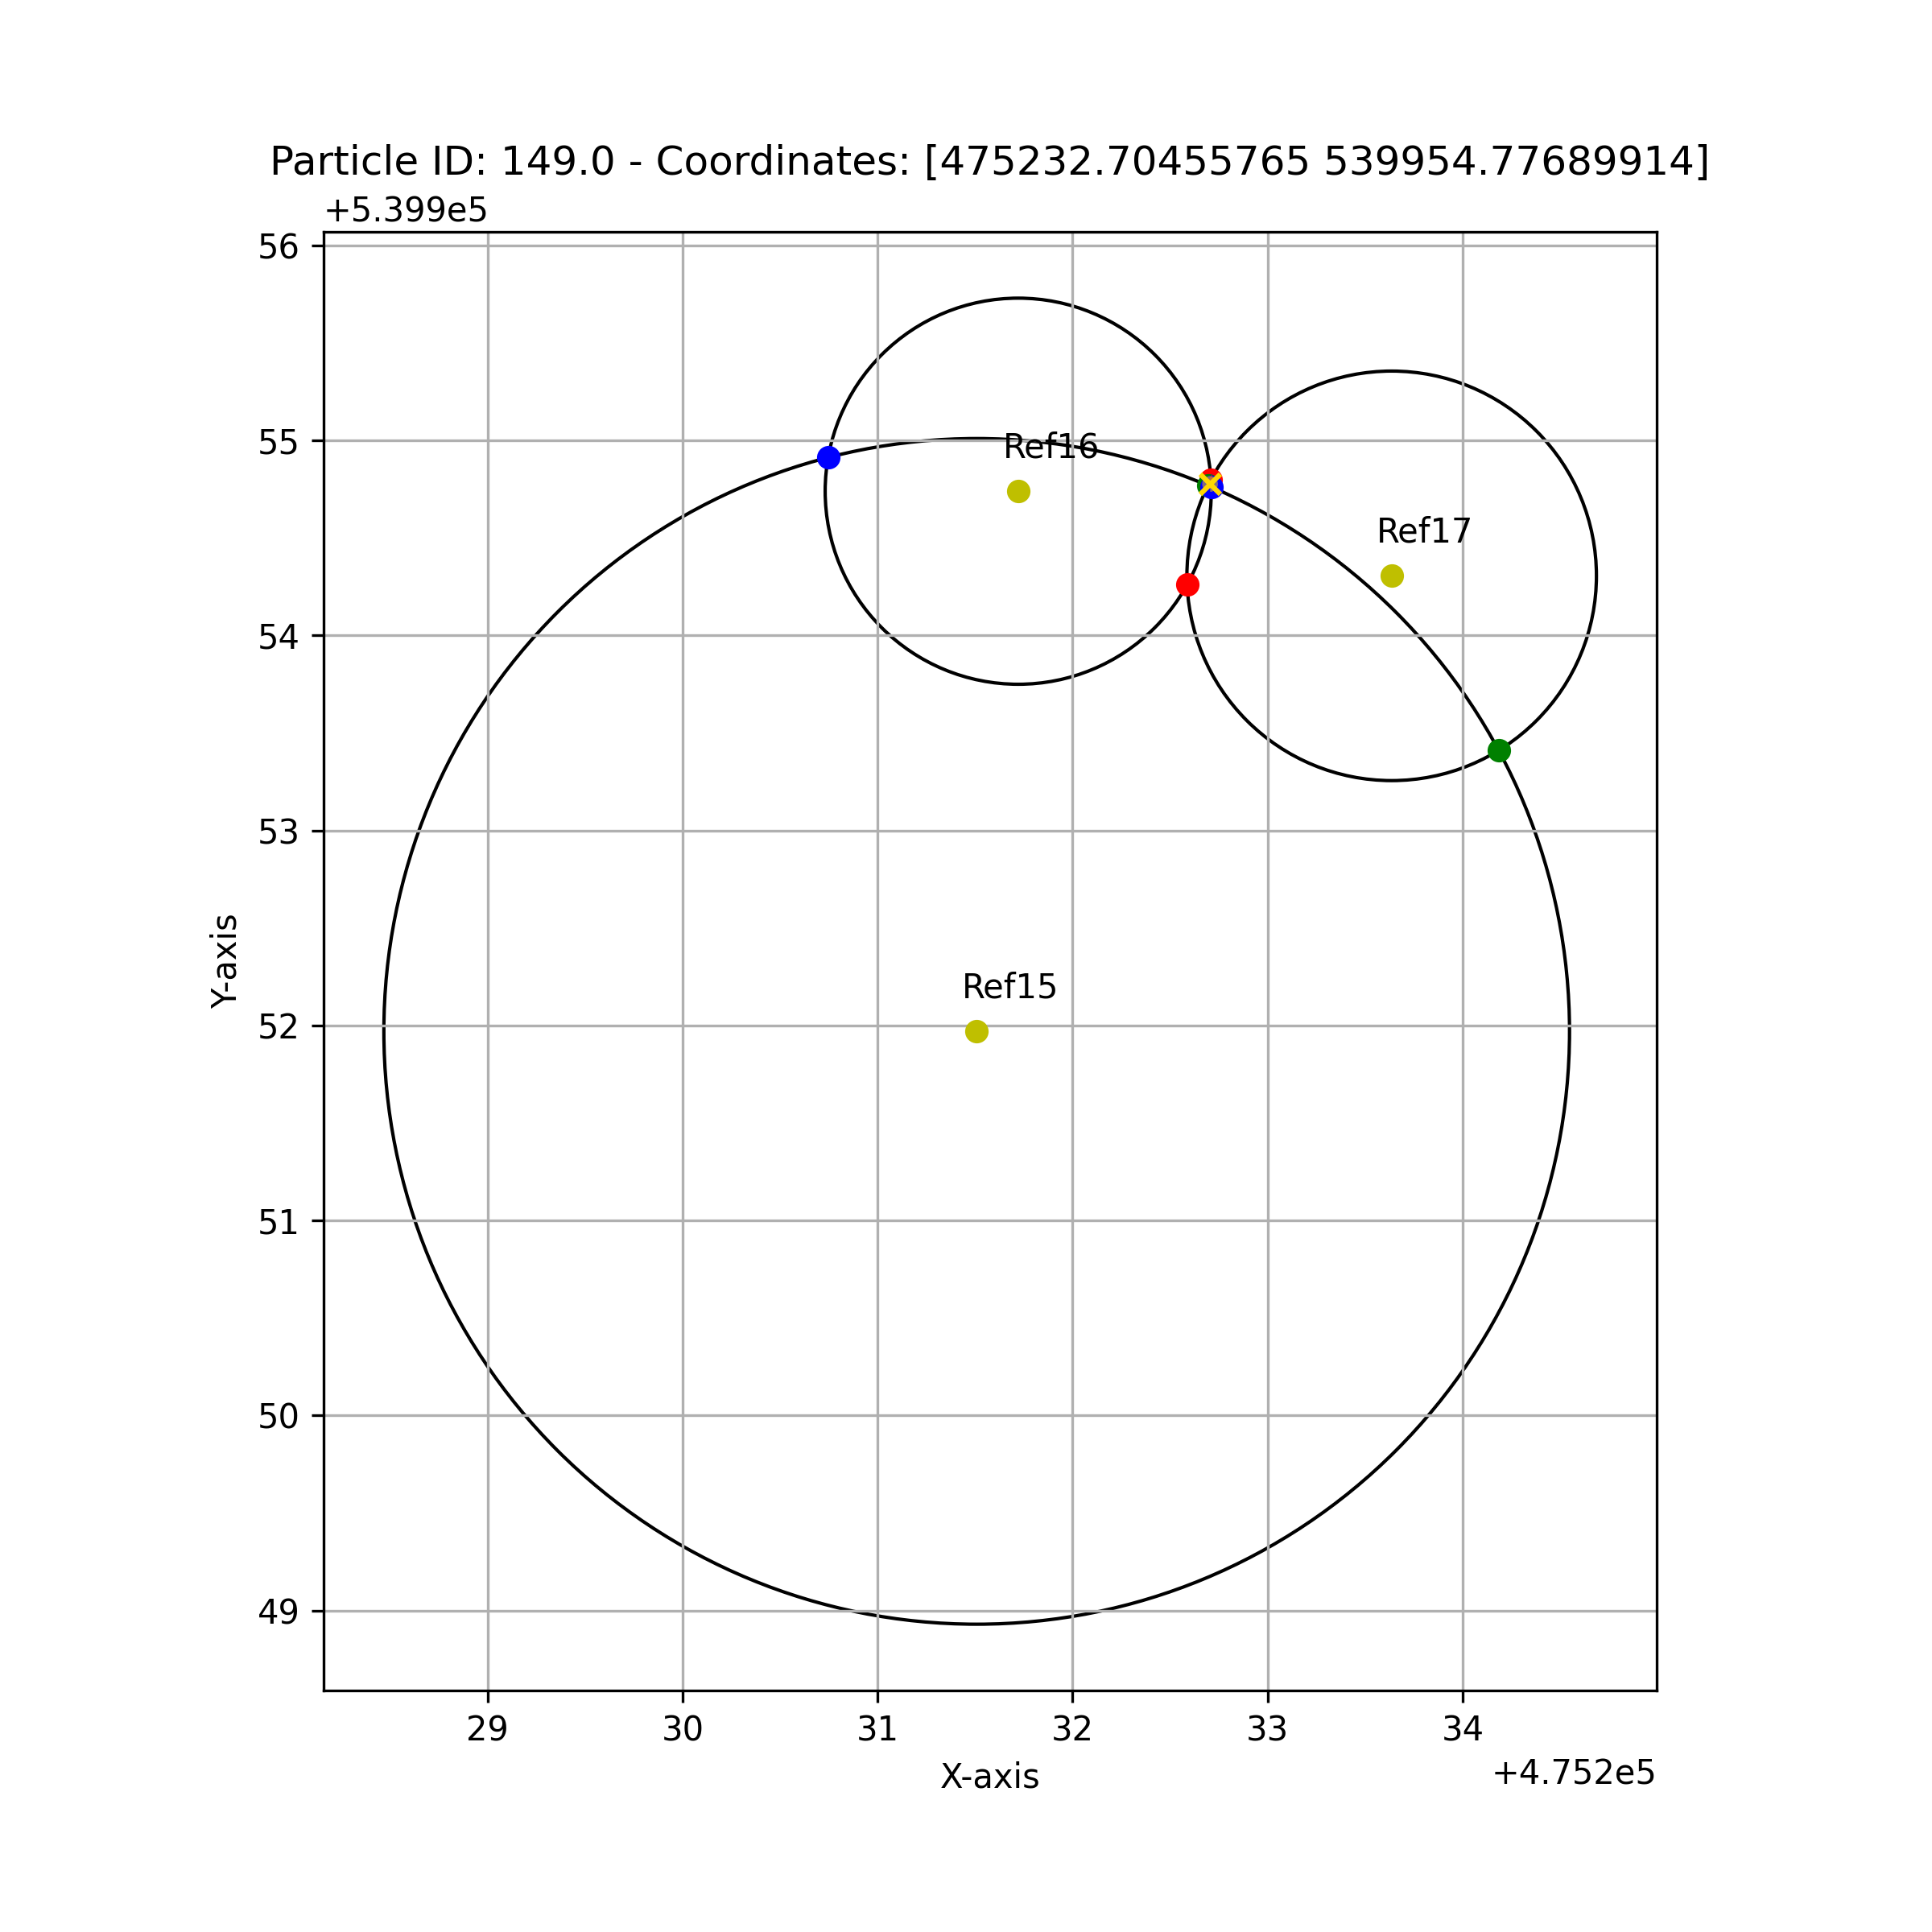 Particle ID: 149.0 - Coordinates: [475232.70455765 539954.77689914]
+5.399e5
56
55
Ref16
Ref17
54
53
Y-axis
Ref15
52
51
50
49
29 30 31 32 33 34
X-axis
+4.752e5